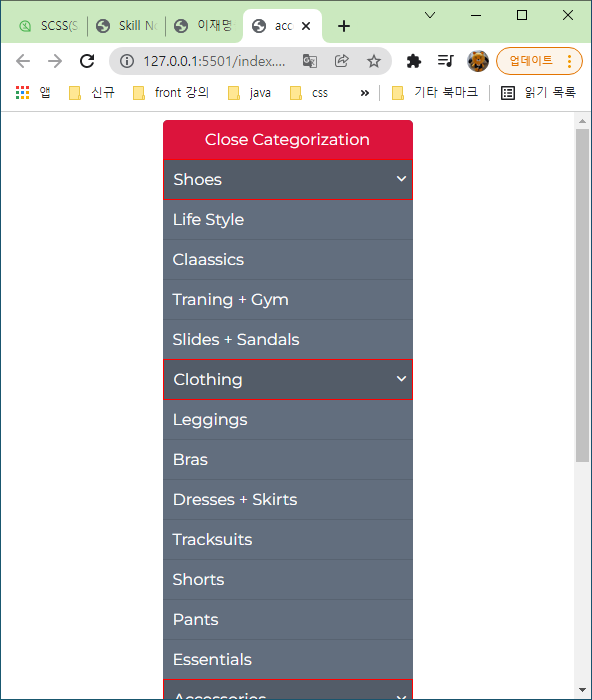 SCSS(S
Skill No
이재명
acc
127.0.0.1:5501/index....
업데이트
앱
신규
front 강의
java
css
»
기타 북마크
읽기 목록
Close Categorization
Shoes
Life Style
Claassics
Traning + Gym
Slides + Sandals
Clothing
Leggings
Bras
Dresses + Skirts
Tracksuits
Shorts
Pants
Essentials
Accessories